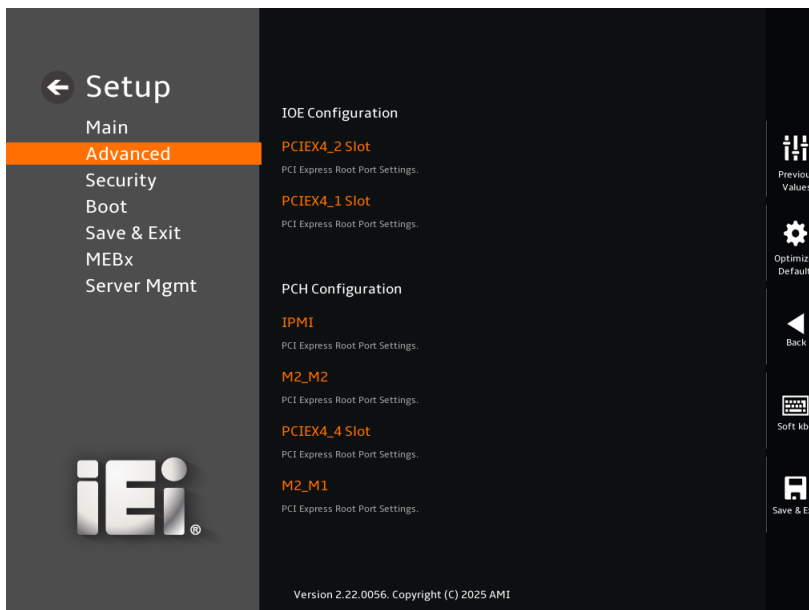 Setup
Main
Advanced
Security
Boot
Save & Exit
MEBx
Server Mgmt
iEi
®
IOE Configuration
PCIEX4_2 Slot
PCI Express Root Port Settings.
PCIEX4_1 Slot
PCI Express Root Port Settings.
PCH Configuration
IPMI
PCI Express Root Port Settings.
M2_M2
PCI Express Root Port Settings.
PCIEX4_4 Slot
PCI Express Root Port Settings.
M2_M1
PCI Express Root Port Settings.
Version 2.22.0056. Copyright (C) 2025 AMI
Values
Back
Soft kb
Save &